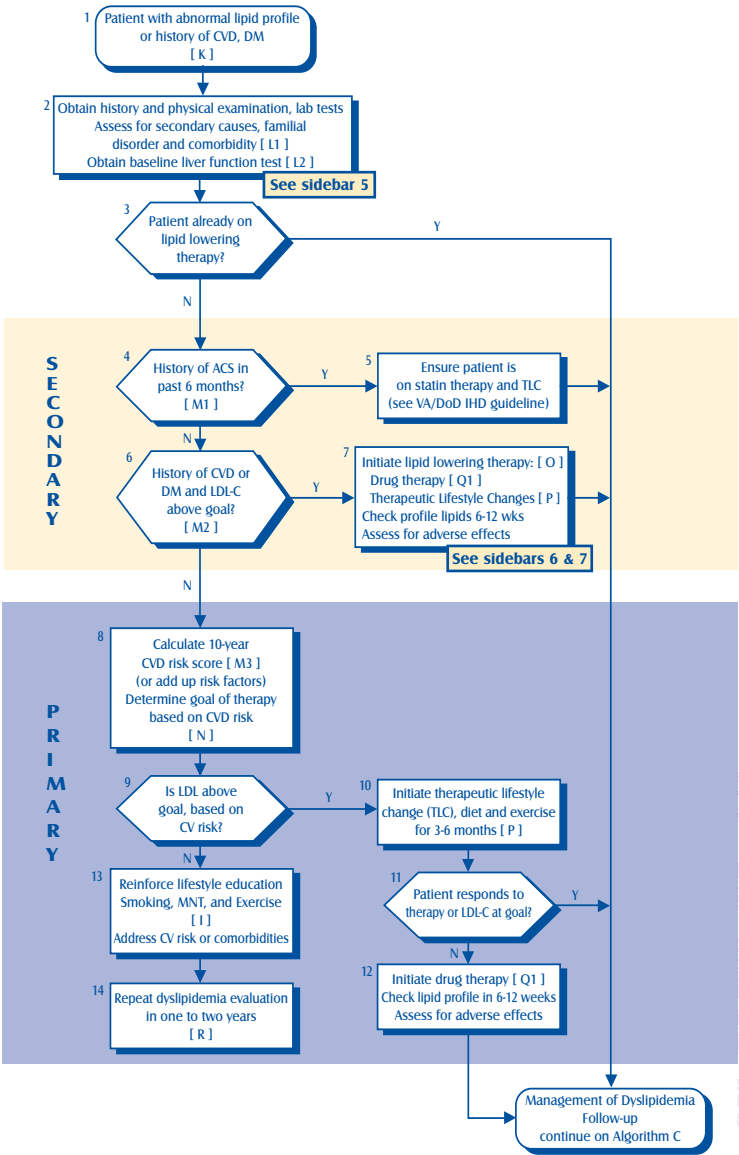 1
Patient with abnormal lipid profile
or history of CVD, DM
[ K ]
2
Obtain history and physical examination, lab tests
Assess for secondary causes, familial
disorder and comorbidity [ L1 ]
Obtain baseline liver function test [ L2 ]
See sidebar 5
3
Patient already on
lipid lowering
therapy?
Y
N
SECONDARY
4
History of ACS in
past 6 months?
[ M1 ]
Y
5
Ensure patient is
on statin therapy and TLC
(see VA/DoD IHD guideline)
N
6
History of CVD or
DM and LDL-C
above goal?
[ M2 ]
Y
7
Initiate lipid lowering therapy: [ O ]
Drug therapy [ Q1 ]
Therapeutic Lifestyle Changes [ P ]
Check profile lipids 6-12 wks
Assess for adverse effects
See sidebars 6 & 7
N
PRIMARY
8
Calculate 10-year
CVD risk score [ M3 ]
(or add up risk factors)
Determine goal of therapy
based on CVD risk
[ N ]
9
Is LDL above
goal, based on
CV risk?
Y
10
Initiate therapeutic lifestyle
change (TLC), diet and exercise
for 3-6 months [ P ]
N
13
Reinforce lifestyle education
Smoking, MNT, and Exercise
[ I ]
Address CV risk or comorbidities
11
Patient responds to
therapy or LDL-C at goal?
Y
N
14
Repeat dyslipidemia evaluation
in one to two years
[ R ]
12
Initiate drug therapy [ Q1 ]
Check lipid profile in 6-12 weeks
Assess for adverse effects
Management of Dyslipidemia
Follow-up
continue on Algorithm C